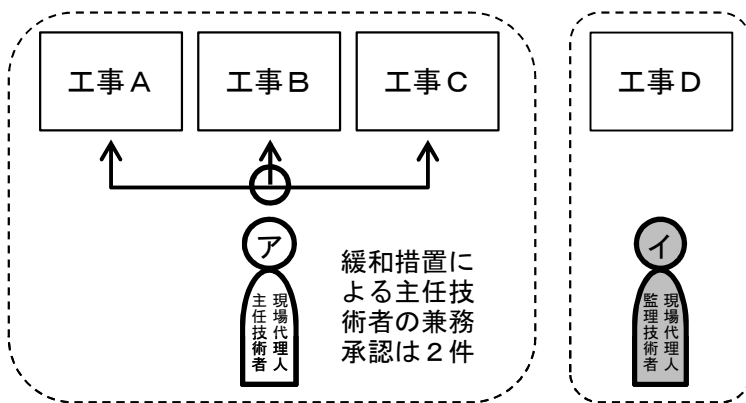 工事A
工事B
工事C
工事D
ア
イ
現場代理人
主任技術者
緩和措置に
よる主任技
術者の兼務
承認は２件
現場代理人
監理技術者